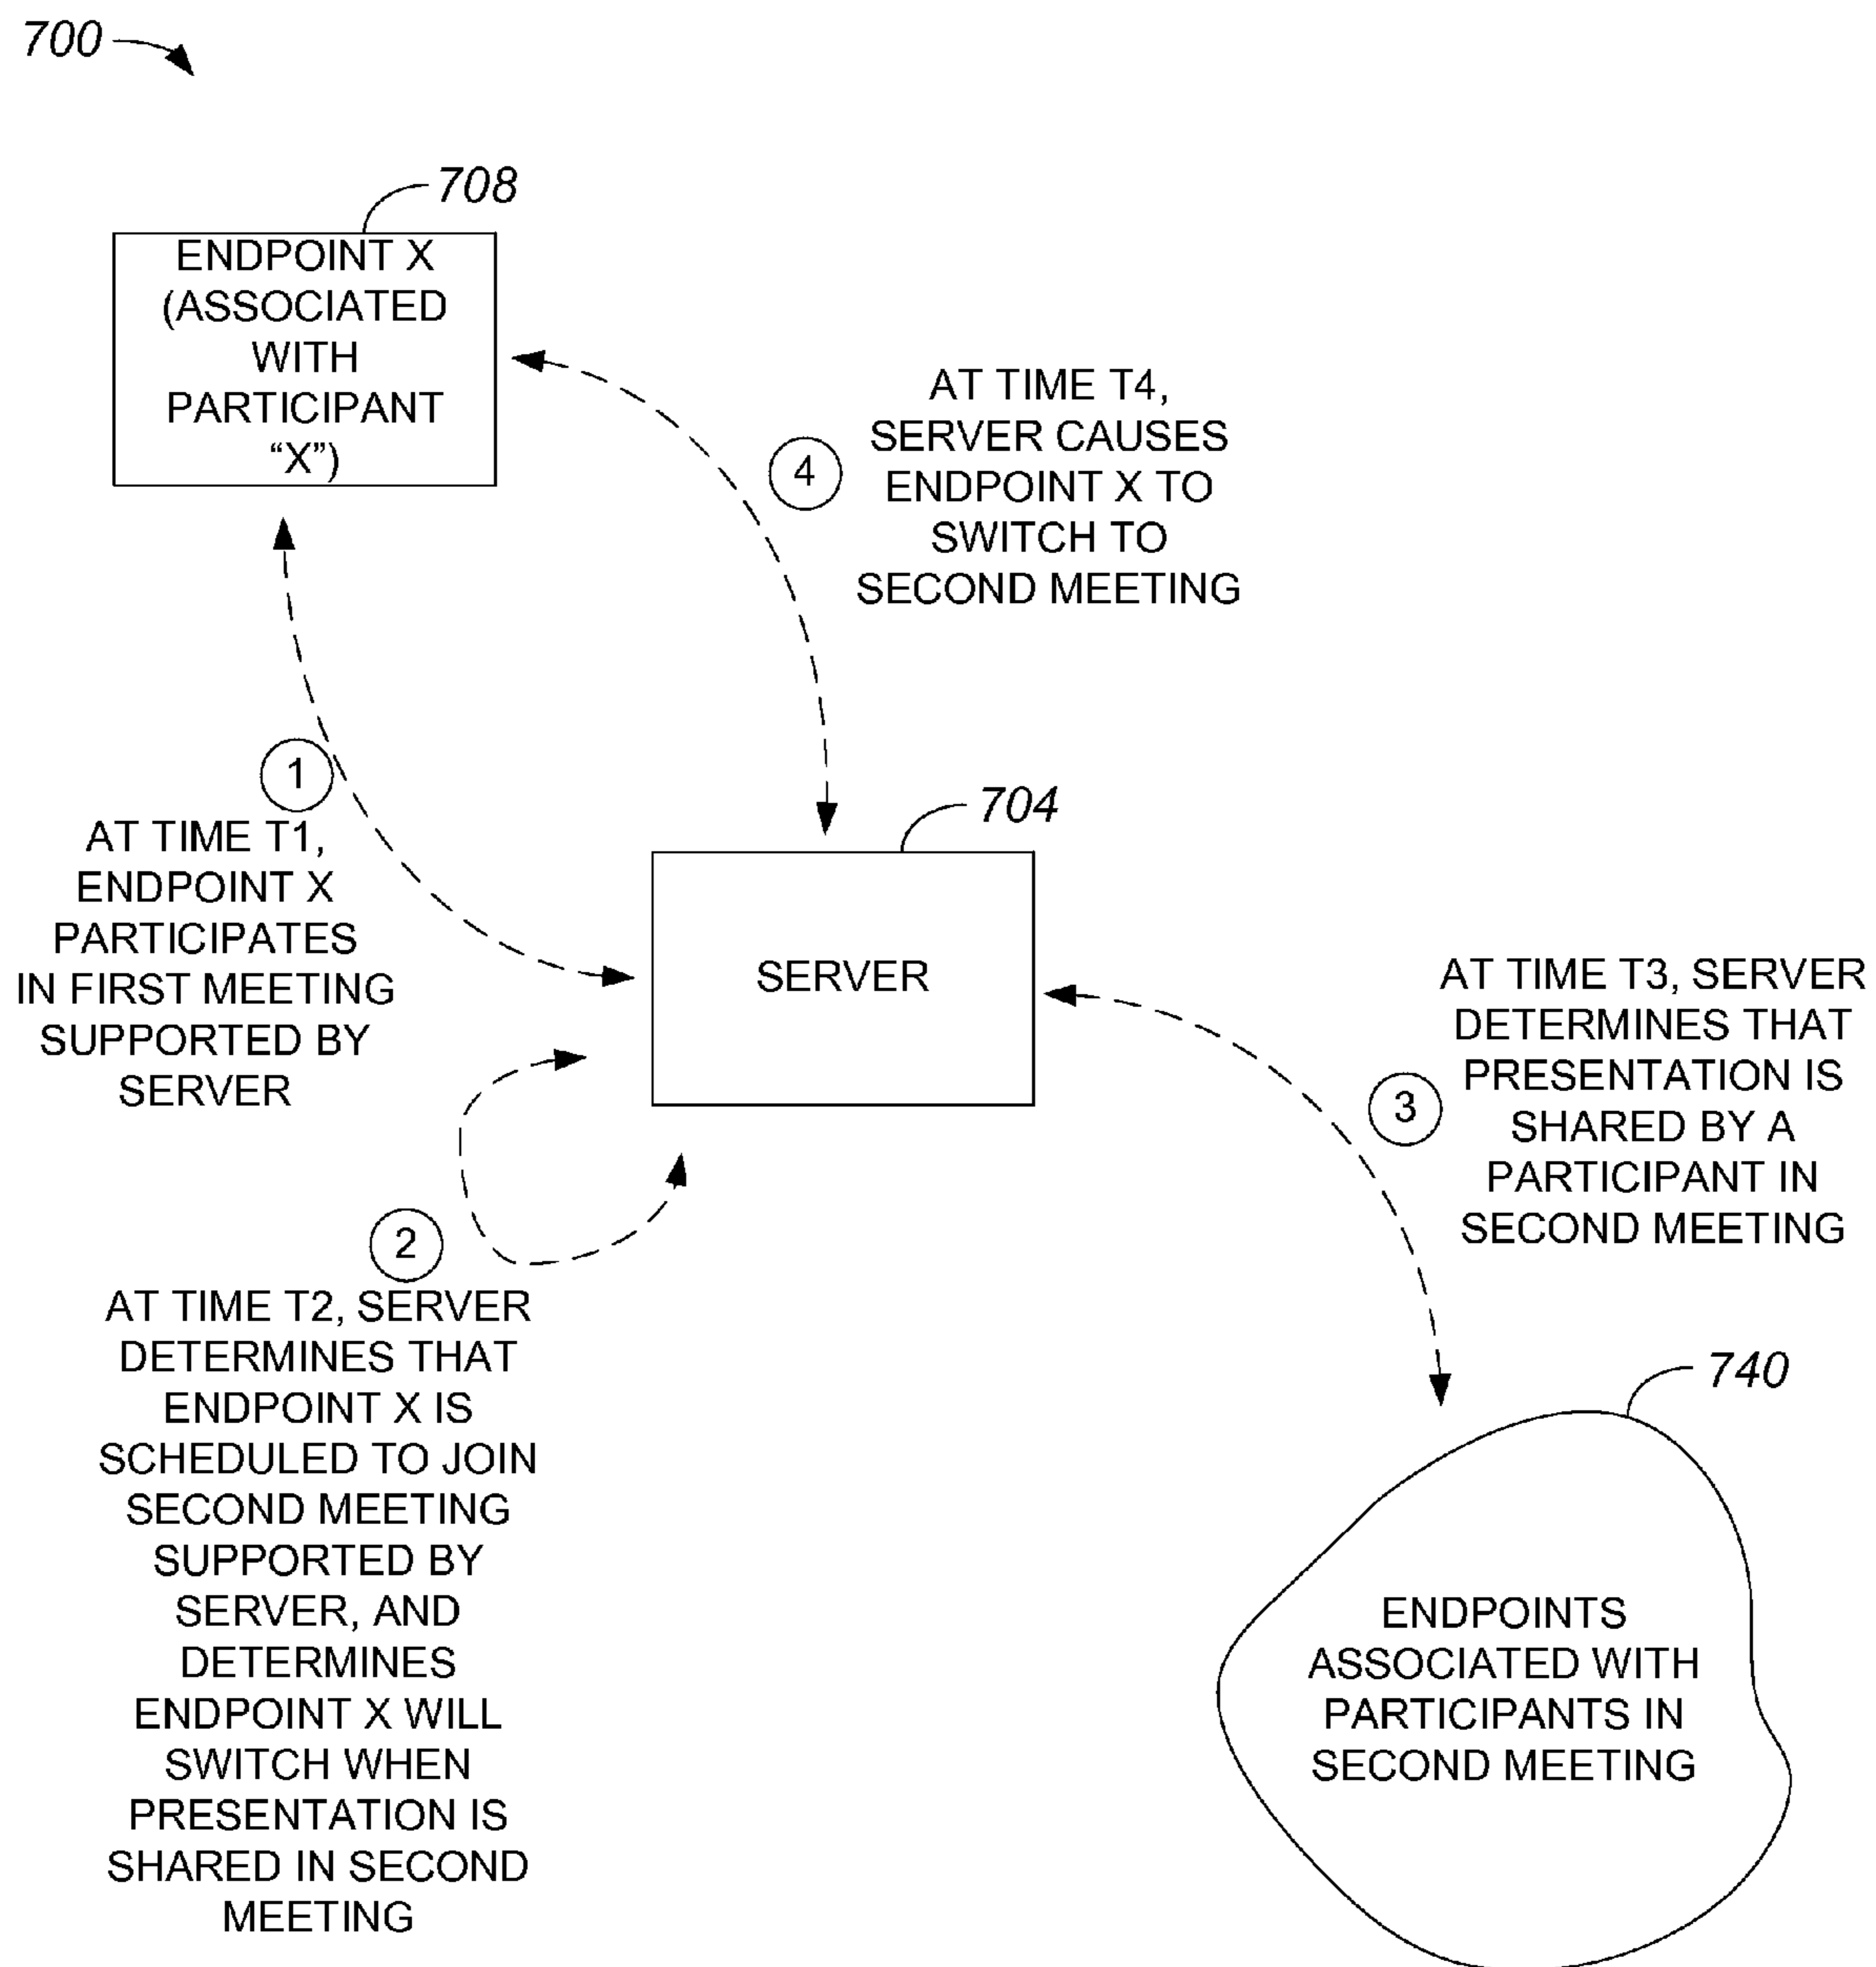 700
708
ENDPOINT X
(ASSOCIATED
WITH
PARTICIPANT
“X”)
4
AT TIME T4,
SERVER CAUSES
ENDPOINT X TO
SWITCH TO
SECOND MEETING
1
AT TIME T1,
ENDPOINT X
PARTICIPATES
IN FIRST MEETING
SUPPORTED BY
SERVER
704
SERVER
3
AT TIME T3, SERVER
DETERMINES THAT
PRESENTATION IS
SHARED BY A
PARTICIPANT IN
SECOND MEETING
2
AT TIME T2, SERVER
DETERMINES THAT
ENDPOINT X IS
SCHEDULED TO JOIN
SECOND MEETING
SUPPORTED BY
SERVER, AND
DETERMINES
ENDPOINT X WILL
SWITCH WHEN
PRESENTATION IS
SHARED IN SECOND
MEETING
740
ENDPOINTS
ASSOCIATED WITH
PARTICIPANTS IN
SECOND MEETING